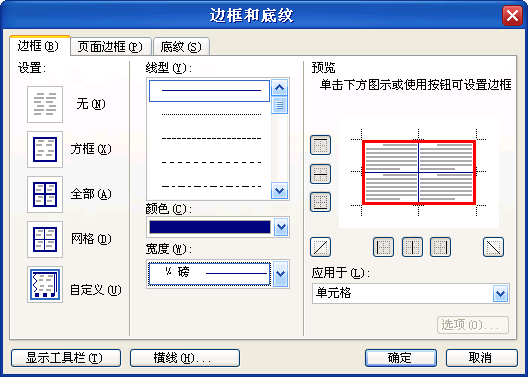 边框和底纹
边框(B)
页面边框(P)
底纹(S)
设置:
无(N)
方框(X)
全部(A)
网格(D)
自定义(U)
线型(Y):
颜色(C):
宽度(W):
¼ 磅
预览
单击下方图示或使用按钮可设置边框
应用于(L):
单元格
选项(O)...
显示工具栏(T)
横线(H)...
确定
取消